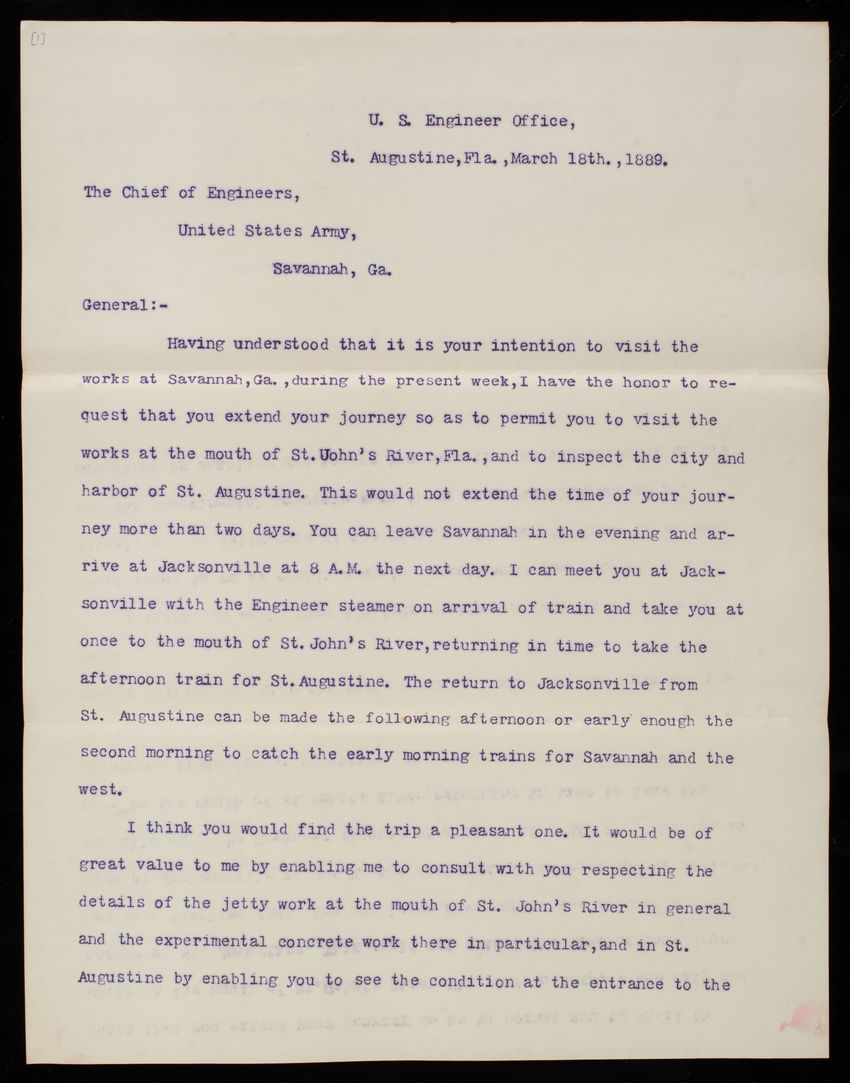 [1]
U. S. Engineer Office,
St. Augustine,Fla.,March 18th.,1889.
The Chief of Engineers,
United States Army,
Savannah, Ga.
General:-
Having understood that it is your intention to visit the
works at Savannah,Ga.,during the present week,I have the honor to re-
quest that you extend your journey so as to permit you to visit the
works at the mouth of St.John's River,Fla.,and to inspect the city and
harbor of St. Augustine. This would not extend the time of your jour-
ney more than two days. You can leave Savannah in the evening and ar-
rive at Jacksonville at 8 A.M. the next day. I can meet you at Jack-
sonville with the Engineer steamer on arrival of train and take you at
once to the mouth of St.John's River,returning in time to take the
afternoon train for St.Augustine. The return to Jacksonville from
St. Augustine can be made the following afternoon or early enough the
second morning to catch the early morning trains for Savannah and the
west.
I think you would find the trip a pleasant one. It would be of
great value to me by enabling me to consult with you respecting the
details of the jetty work at the mouth of St. John's River in general
and the experimental concrete work there in particular,and in St.
Augustine by enabling you to see the condition at the entrance to the